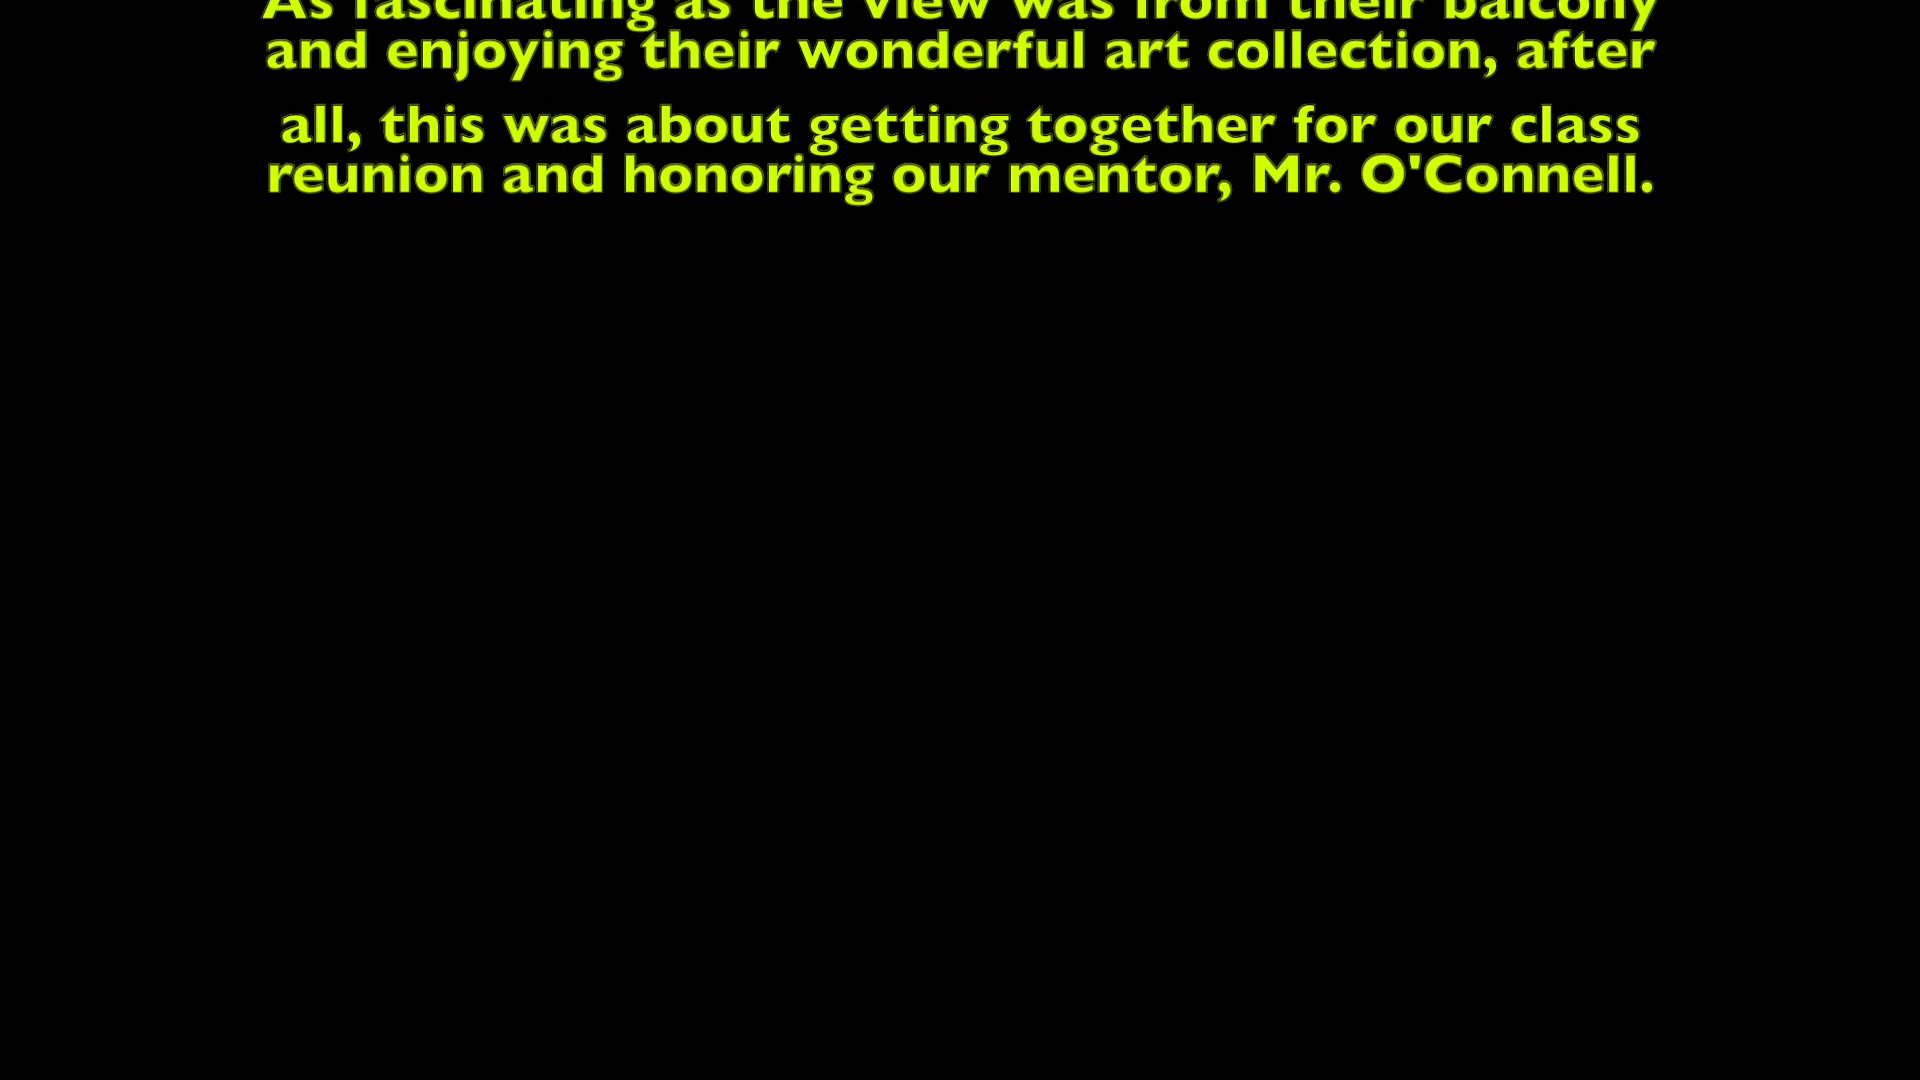 As fascinating as the view was from their balcony
and enjoying their wonderful art collection, after
all, this was about getting together for our class
reunion and honoring our mentor, Mr. O'Connell.